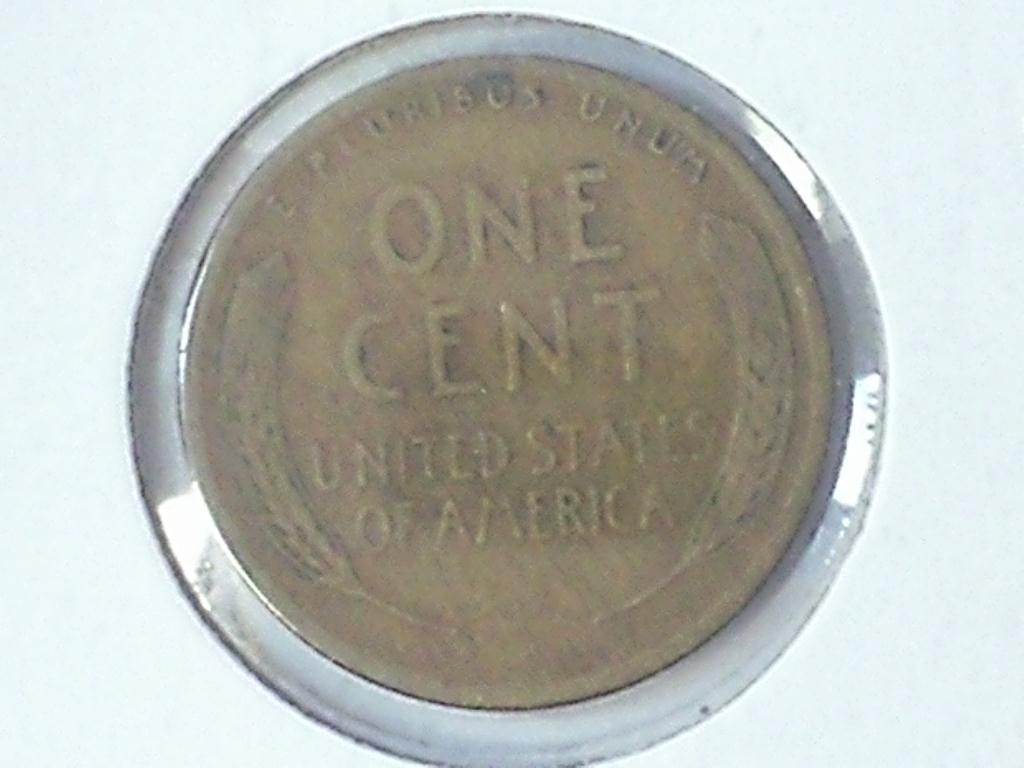 E PLURIBUS UNUM
ONE
CENT
UNITED STATES
OF AMERICA